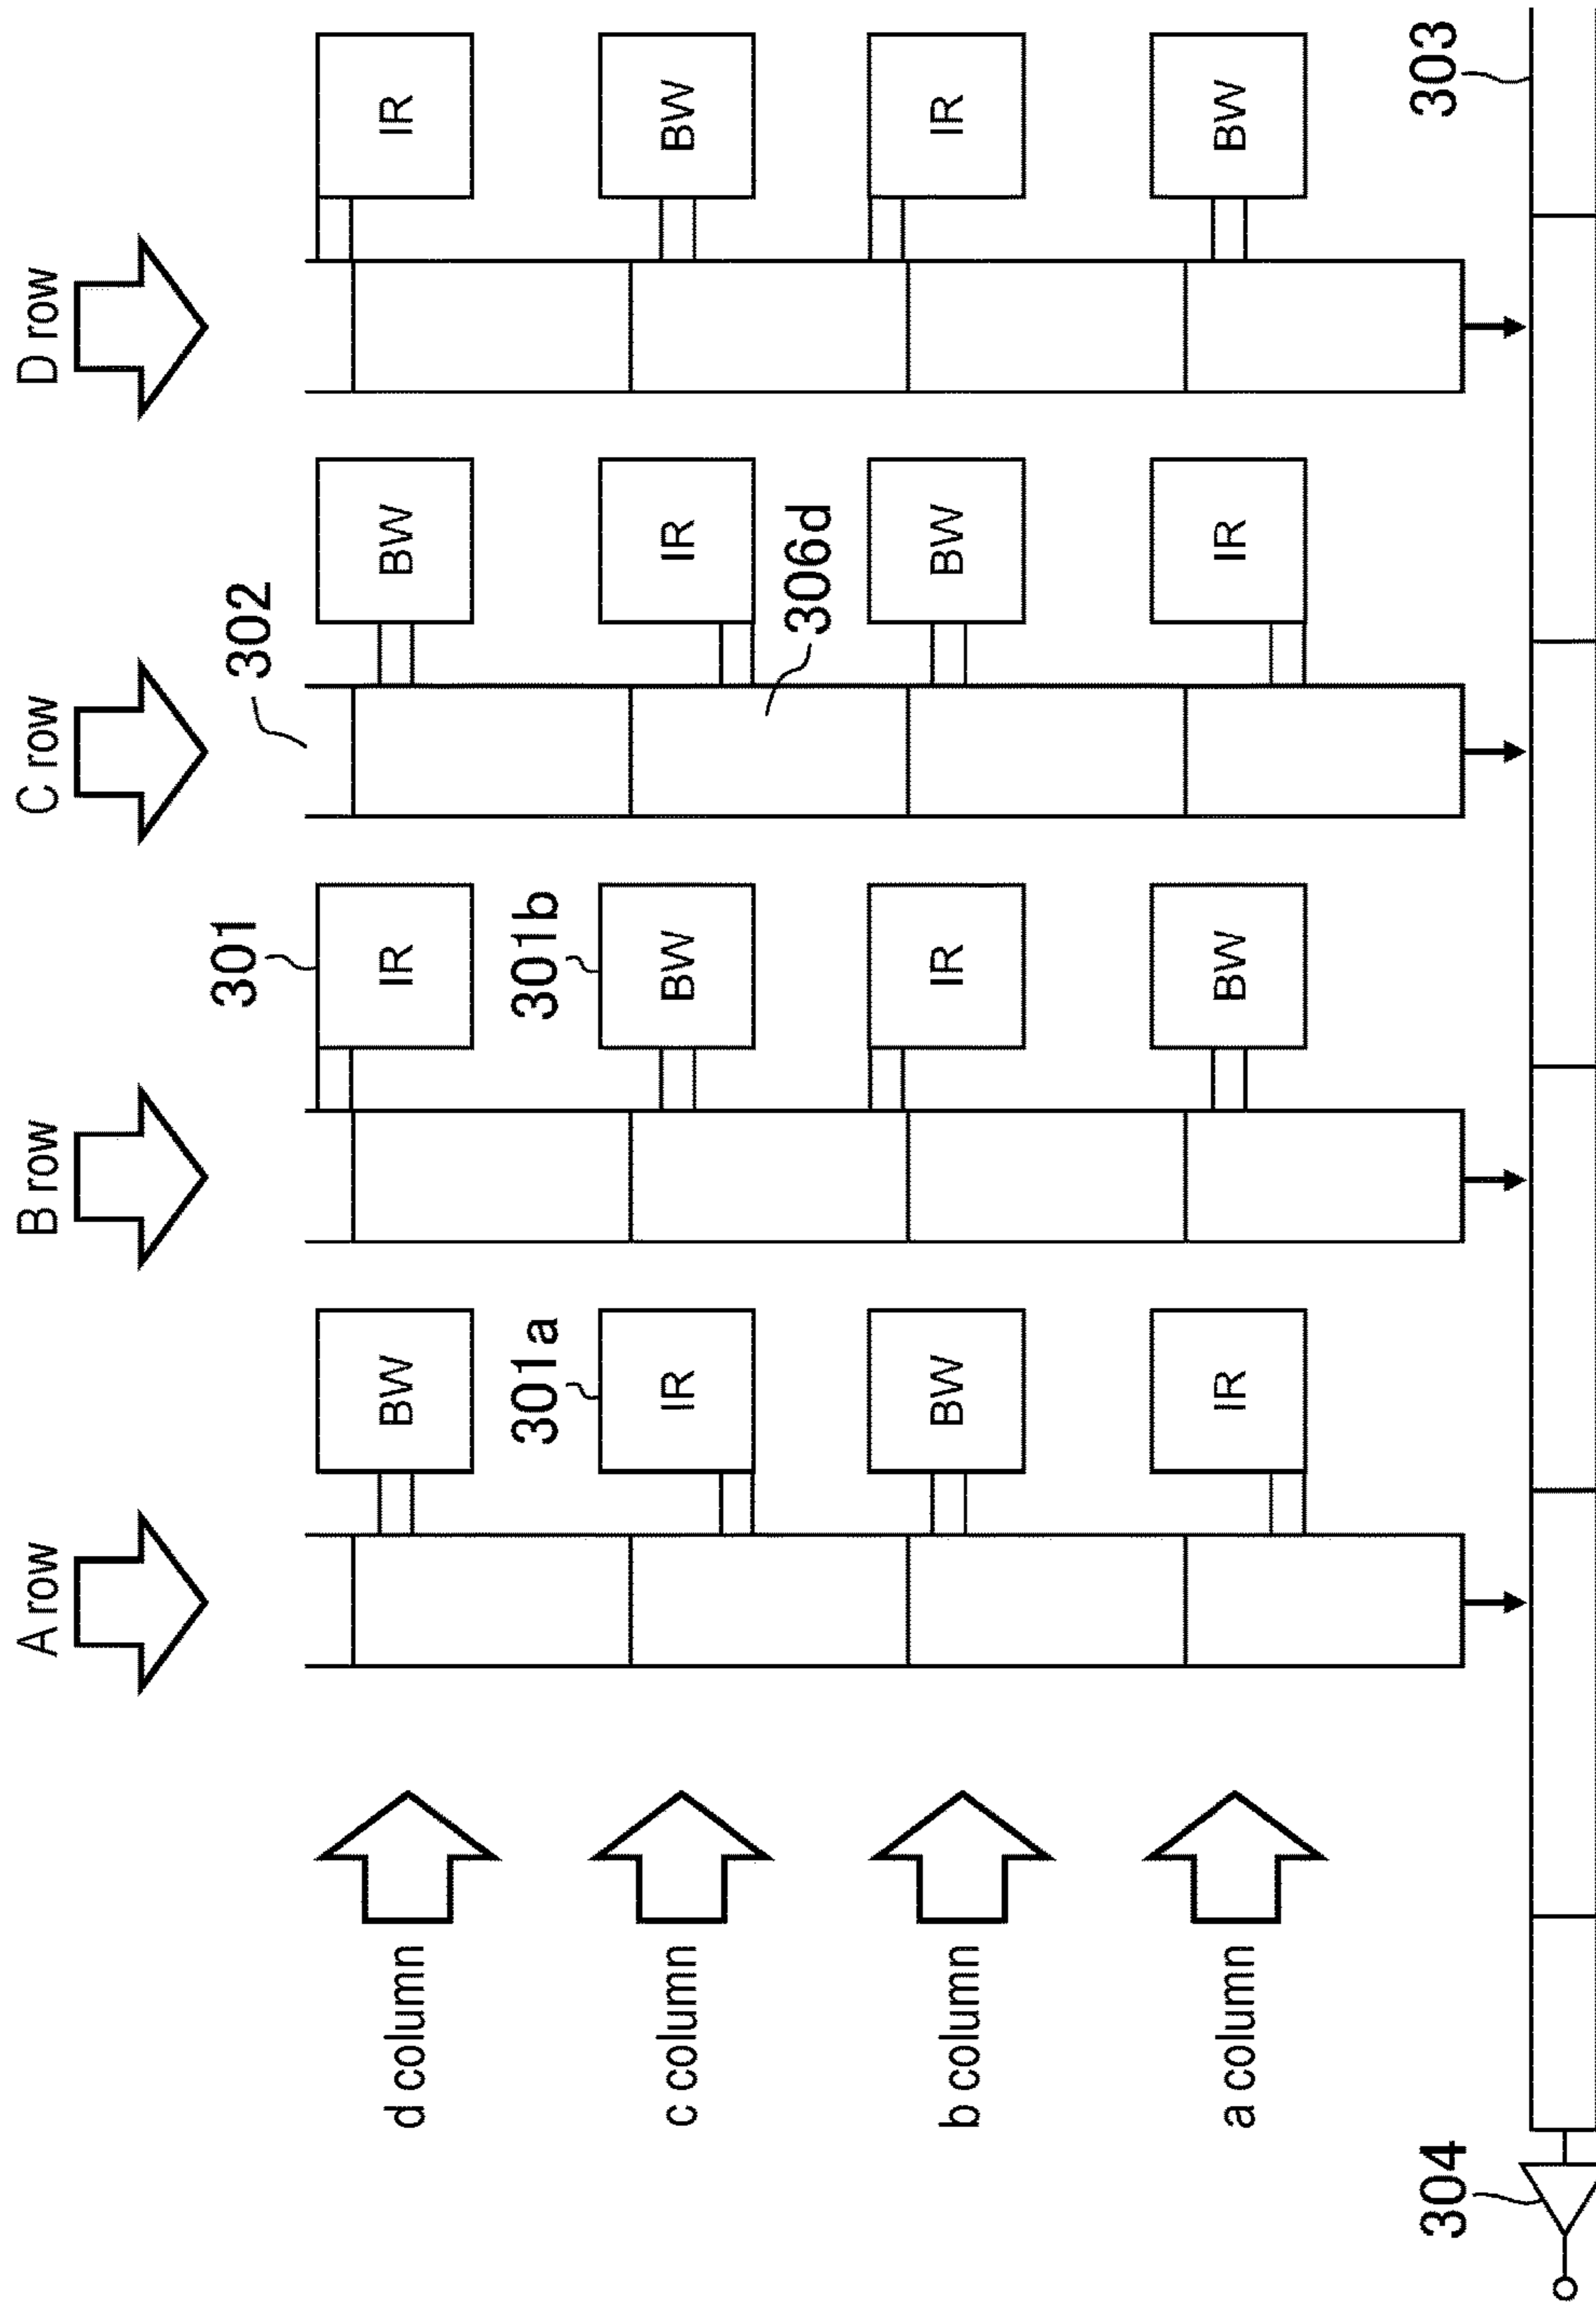 A row
B row
C row
D row
301
302
d column
BW
IR
BW
IR
301a
301b
c column
IR
BW
IR
BW
306d
b column
BW
IR
BW
IR
a column
IR
BW
IR
BW
304
303